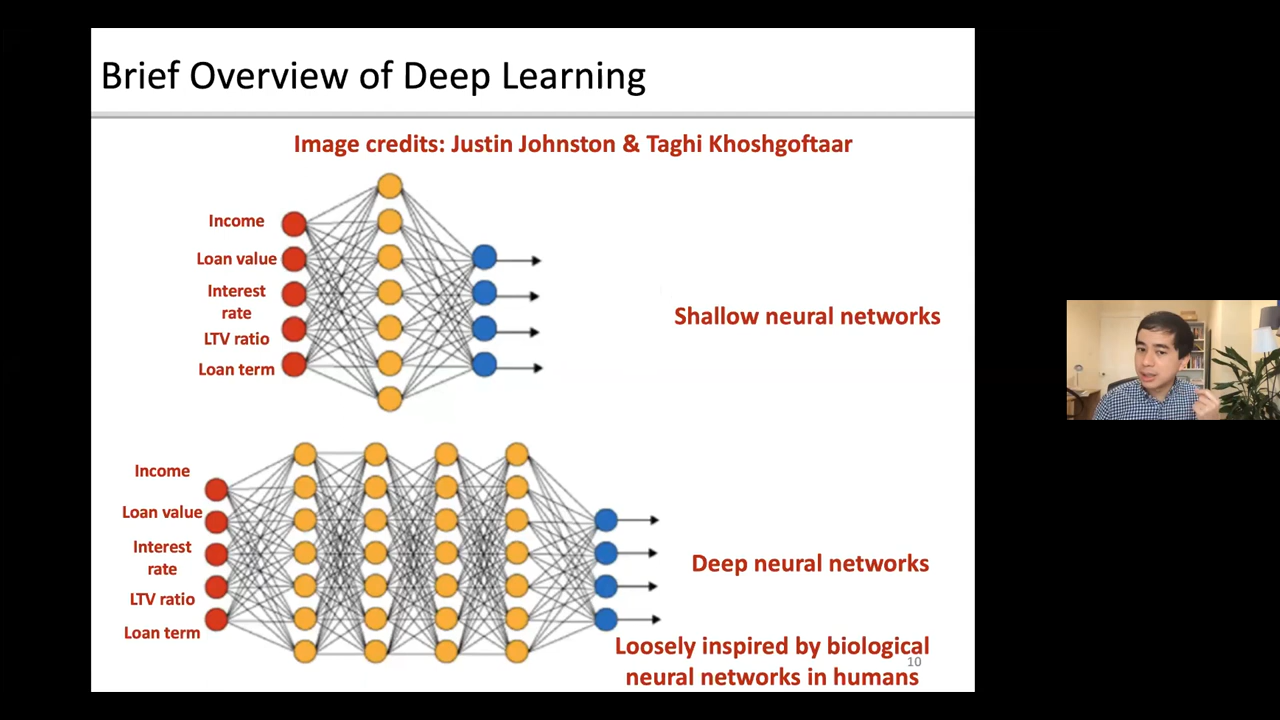 Brief Overview of Deep Learning
Image credits: Justin Johnston & Taghi Khoshgoftaar
Income
Loan value
Interest
rate
LTV ratio
Loan term
Shallow neural networks
Income
Loan value
Interest
rate
LTV ratio
Loan term
Deep neural networks
Loosely inspired by biological
neural networks in humans
10